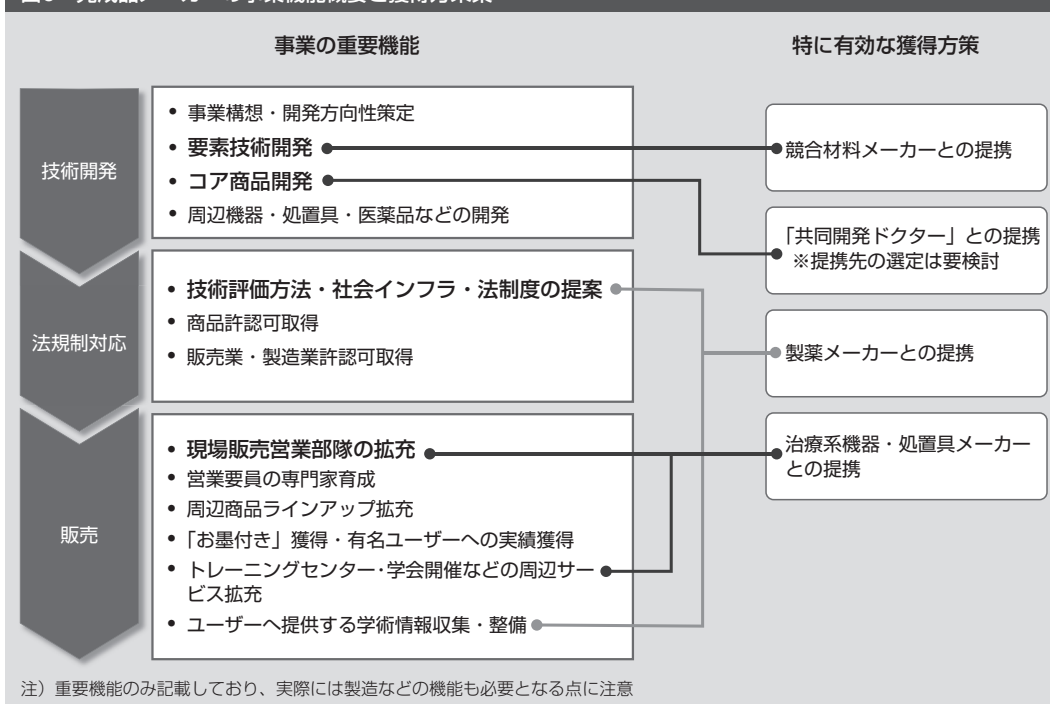 事業の重要機能
特に有効な獲得方策
技術開発
• 事業構想・開発方向性策定
• 要素技術開発
• コア商品開発
• 周辺機器・処置具・医薬品などの開発
競合材料メーカーとの提携
「共同開発ドクター」との提携
※提携先の選定は要検討
法規制対応
• 技術評価方法・社会インフラ・法制度の提案
• 商品許認可取得
• 販売業・製造業許認可取得
製薬メーカーとの提携
販売
• 現場販売営業部隊の拡充
• 営業要員の専門家育成
• 周辺商品ラインアップ拡充
• 「お墨付き」獲得・有名ユーザーへの実績獲得
• トレーニングセンター・学会開催などの周辺サー
ビス拡充
• ユーザーへ提供する学術情報収集・整備
治療系機器・処置具メーカー
との提携
注）重要機能のみ記載しており、実際には製造などの機能も必要となる点に注意